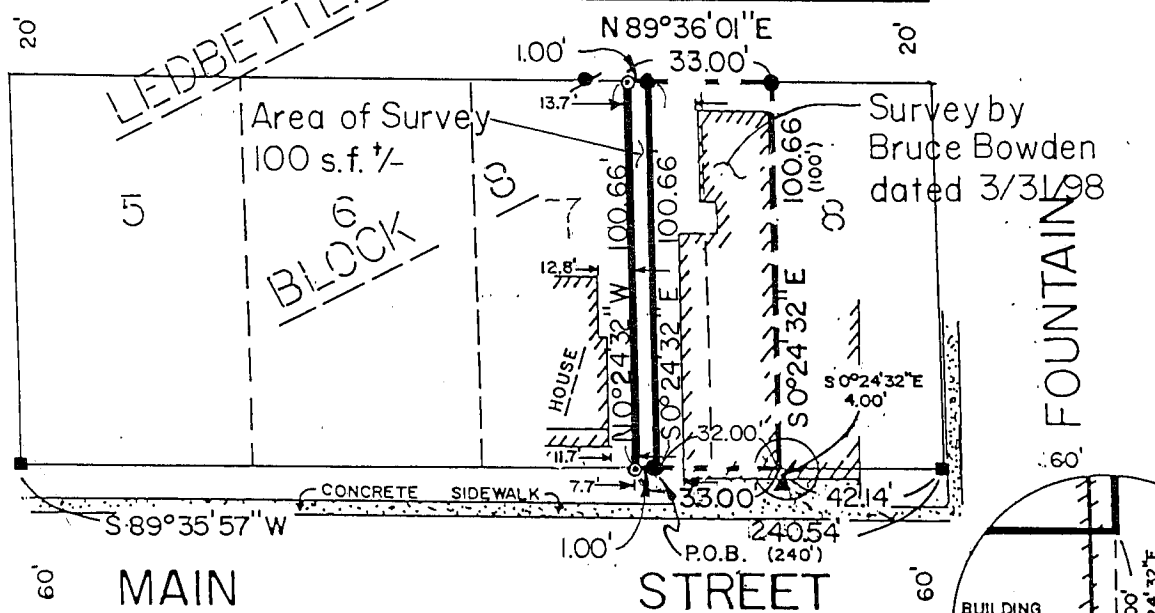 20'
LEDBETTE
N 89°36'01"E
1.00'
33.00'
20'
13.7'
Area of Survey
100 s.f. +/-
Survey by
Bruce Bowden
dated 3/31/98
5
6
7
8
8
BLOCK
100.66'
100.66
100.66
(100')
12.8'
N 0°24'32"W
S 0°24'32"E
S 0°24'32"E
HOUSE
S 0°24'32"E
4.00'
FOUNTAIN
60'
11.7'
32.00'
7.7'
33.00'
42.14'
CONCRETE SIDEWALK
S 89°35'57"W
1.00'
P.O.B.
240.54'
(240')
60'
MAIN STREET
60'
BUILDING